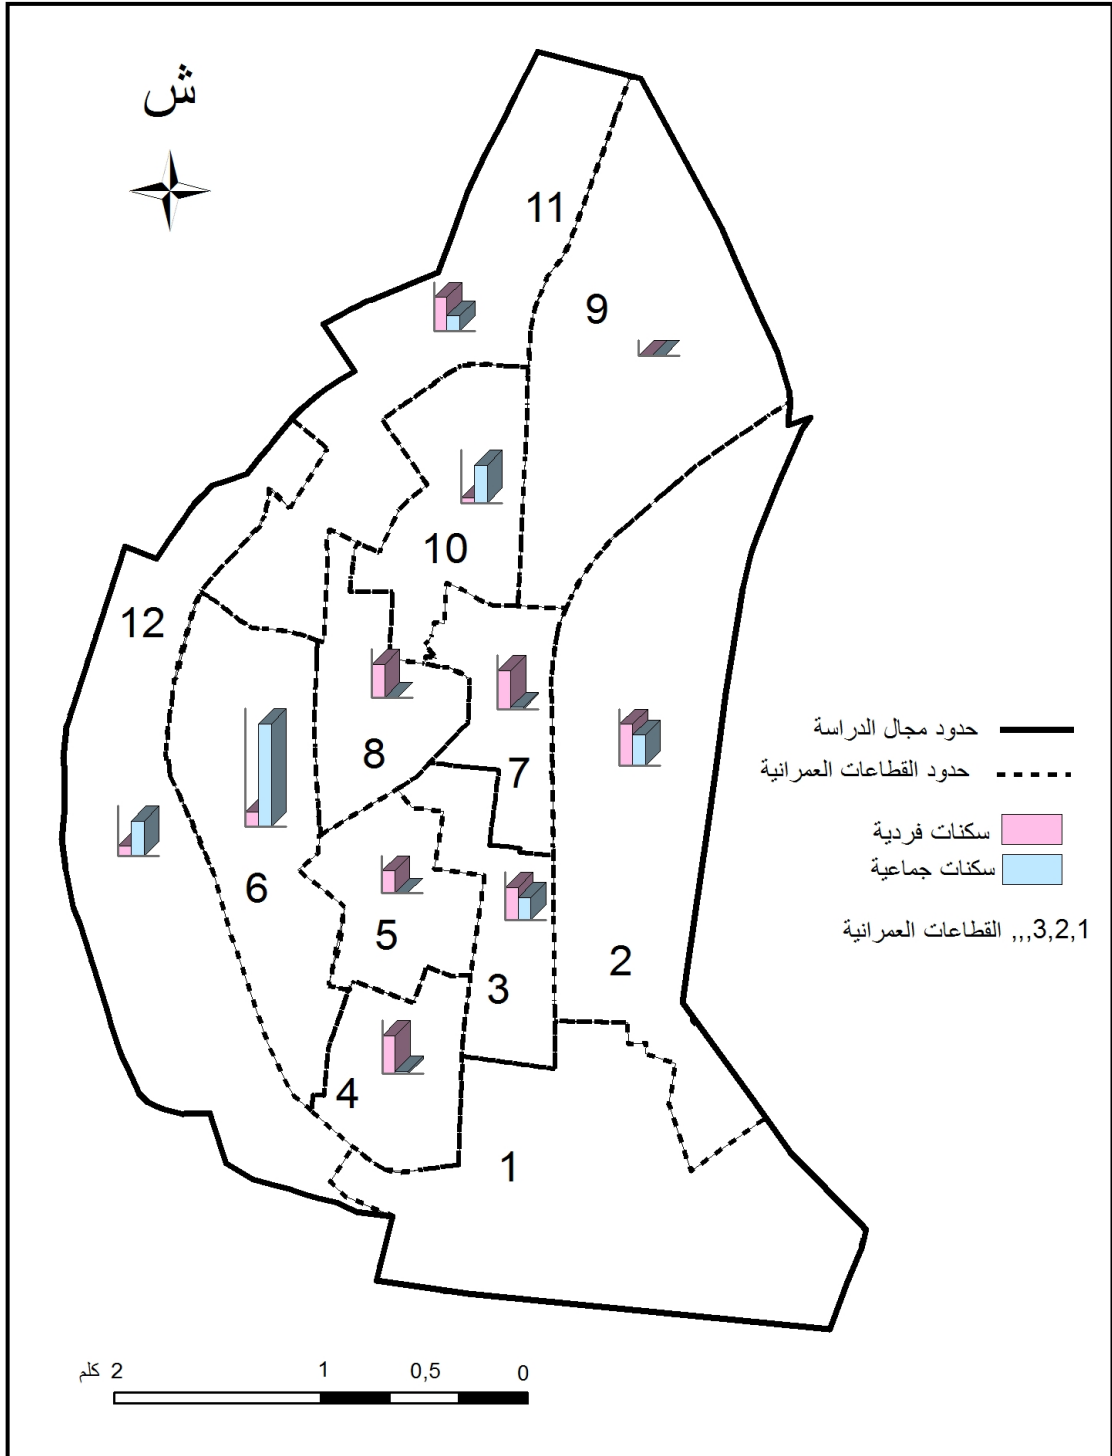 ش
11
9
10
12
8
7
6
5
3
2
4
1
حدود مجال الدراسة
حدود القطاعات العمرانية
سكنات فردية
سكنات جماعية
1,2,3,,, القطاعات العمرانية
0 0,5 1 2 كلم